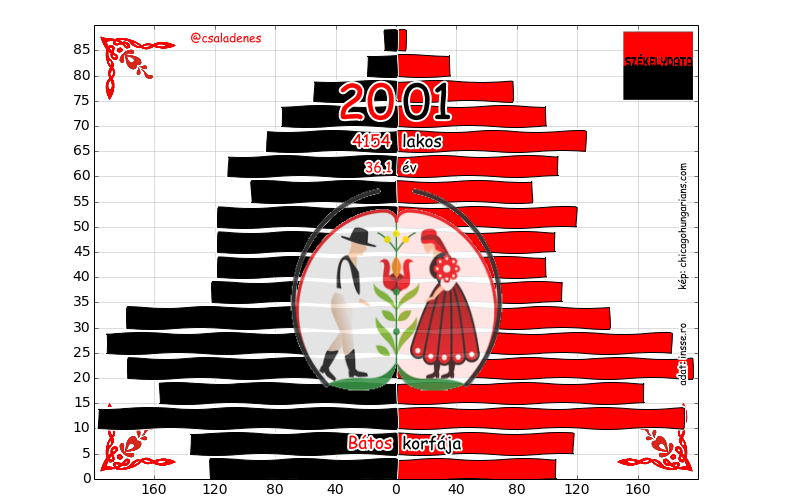 @csaladenes
SZÉKELYDATA
2001
4154 lakos
36.1 év
kép: chicagohungarians.com
adat: insse.ro
Bátos korfája
85
80
75
70
65
60
55
50
45
40
35
30
25
20
15
10
5
0
160 120 80 40 0 40 80 120 160